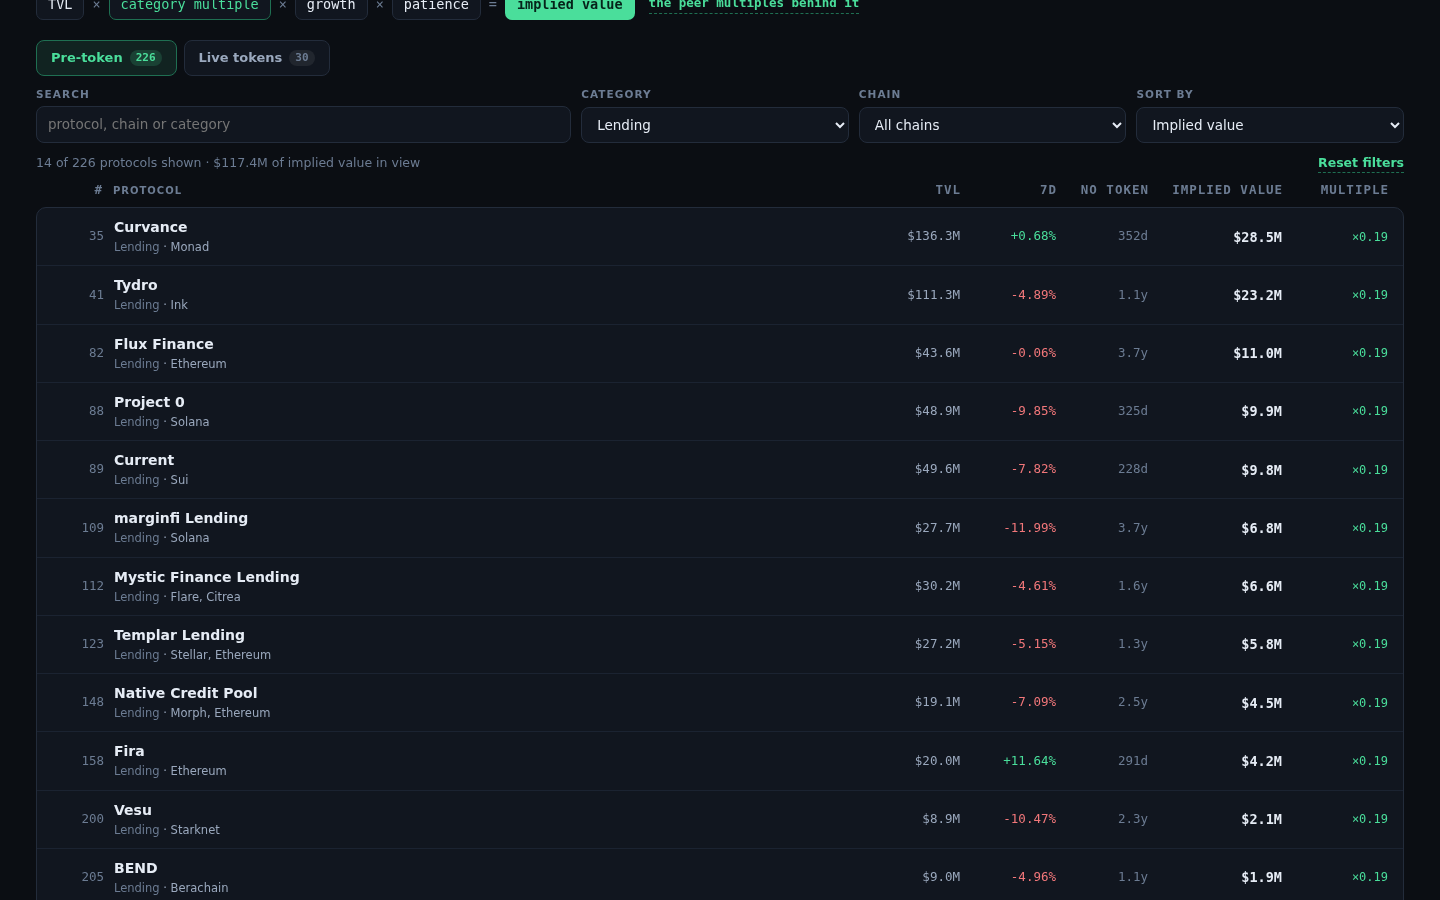 TVL × category multiple × growth × patience = implied value the peer multiples behind it
Pre-token 226 Live tokens 30
SEARCH CATEGORY CHAIN SORT BY
protocol, chain or category Lending All chains Implied value
14 of 226 protocols shown · $117.4M of implied value in view Reset filters
# PROTOCOL TVL 7D NO TOKEN IMPLIED VALUE MULTIPLE
35 Curvance $136.3M +0.68% 352d $28.5M ×0.19
Lending · Monad
41 Tydro $111.3M -4.89% 1.1y $23.2M ×0.19
Lending · Ink
82 Flux Finance $43.6M -0.06% 3.7y $11.0M ×0.19
Lending · Ethereum
88 Project 0 $48.9M -9.85% 325d $9.9M ×0.19
Lending · Solana
89 Current $49.6M -7.82% 228d $9.8M ×0.19
Lending · Sui
109 marginfi Lending $27.7M -11.99% 3.7y $6.8M ×0.19
Lending · Solana
112 Mystic Finance Lending $30.2M -4.61% 1.6y $6.6M ×0.19
Lending · Flare, Citrea
123 Templar Lending $27.2M -5.15% 1.3y $5.8M ×0.19
Lending · Stellar, Ethereum
148 Native Credit Pool $19.1M -7.09% 2.5y $4.5M ×0.19
Lending · Morph, Ethereum
158 Fira $20.0M +11.64% 291d $4.2M ×0.19
Lending · Ethereum
200 Vesu $8.9M -10.47% 2.3y $2.1M ×0.19
Lending · Starknet
205 BEND $9.0M -4.96% 1.1y $1.9M ×0.19
Lending · Berachain